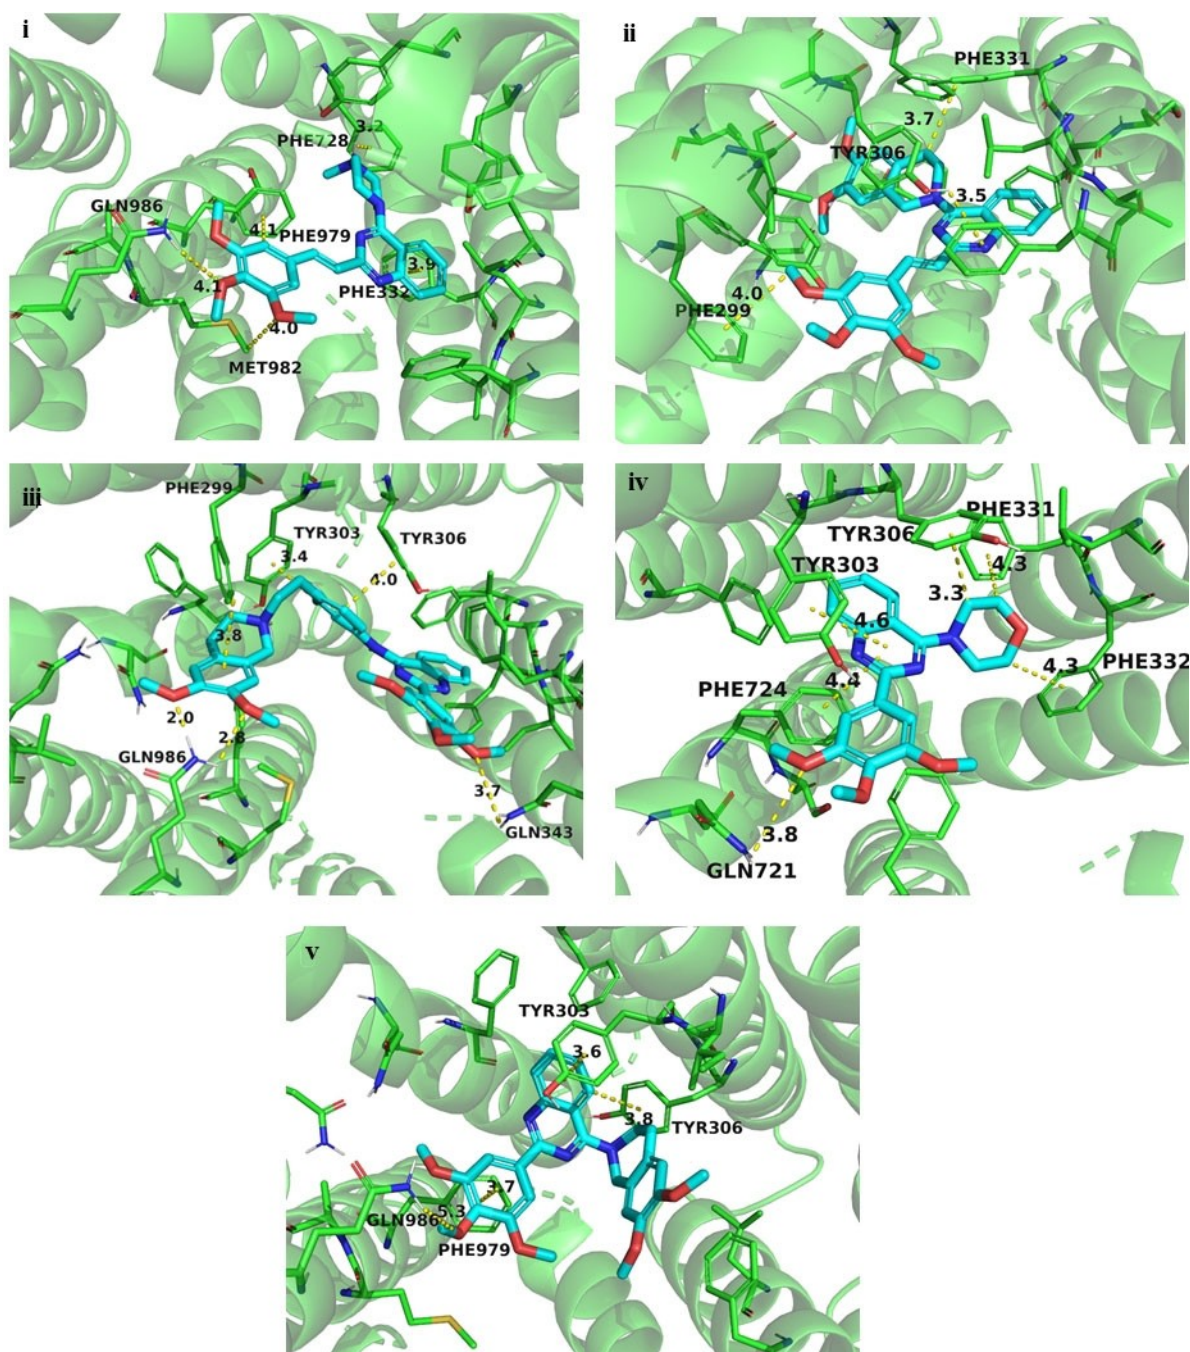 i
3.2
PHE728
GLN986
4.1
PHE979
4.1
3.9
PHE332
4.0
MET982
ii
PHE331
3.7
TYR306
3.5
4.0
PHE299
iii
PHE299
TYR303
TYR306
3.4
4.0
3.8
2.0
2.8
GLN986
3.7
GLN343
iv
PHE331
TYR306
TYR303
4.3
3.3
4.6
4.3
PHE332
4.4
PHE724
3.8
GLN721
v
TYR303
3.6
3.8
TYR306
3.7
5.3
GLN986
PHE979